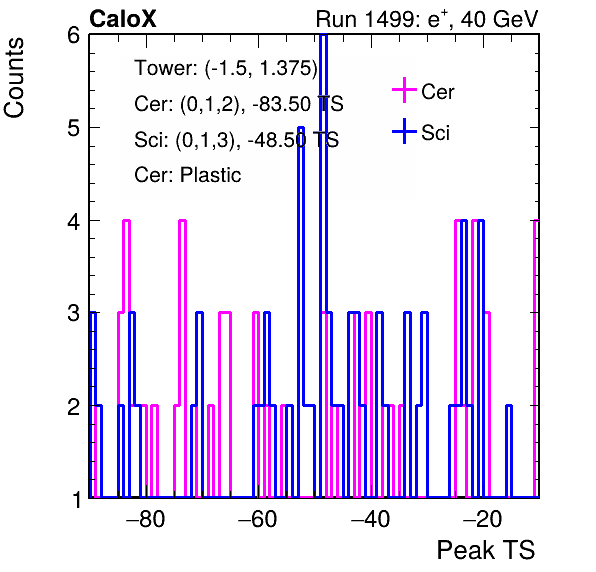 CaloX
Run 1499: e+, 40 GeV
Counts
Tower: (-1.5, 1.375)
Cer: (0,1,2), -83.50 TS
Sci: (0,1,3), -48.50 TS
Cer: Plastic
Cer
Sci
6
5
4
3
2
1
−80
−60
−40
−20
Peak TS